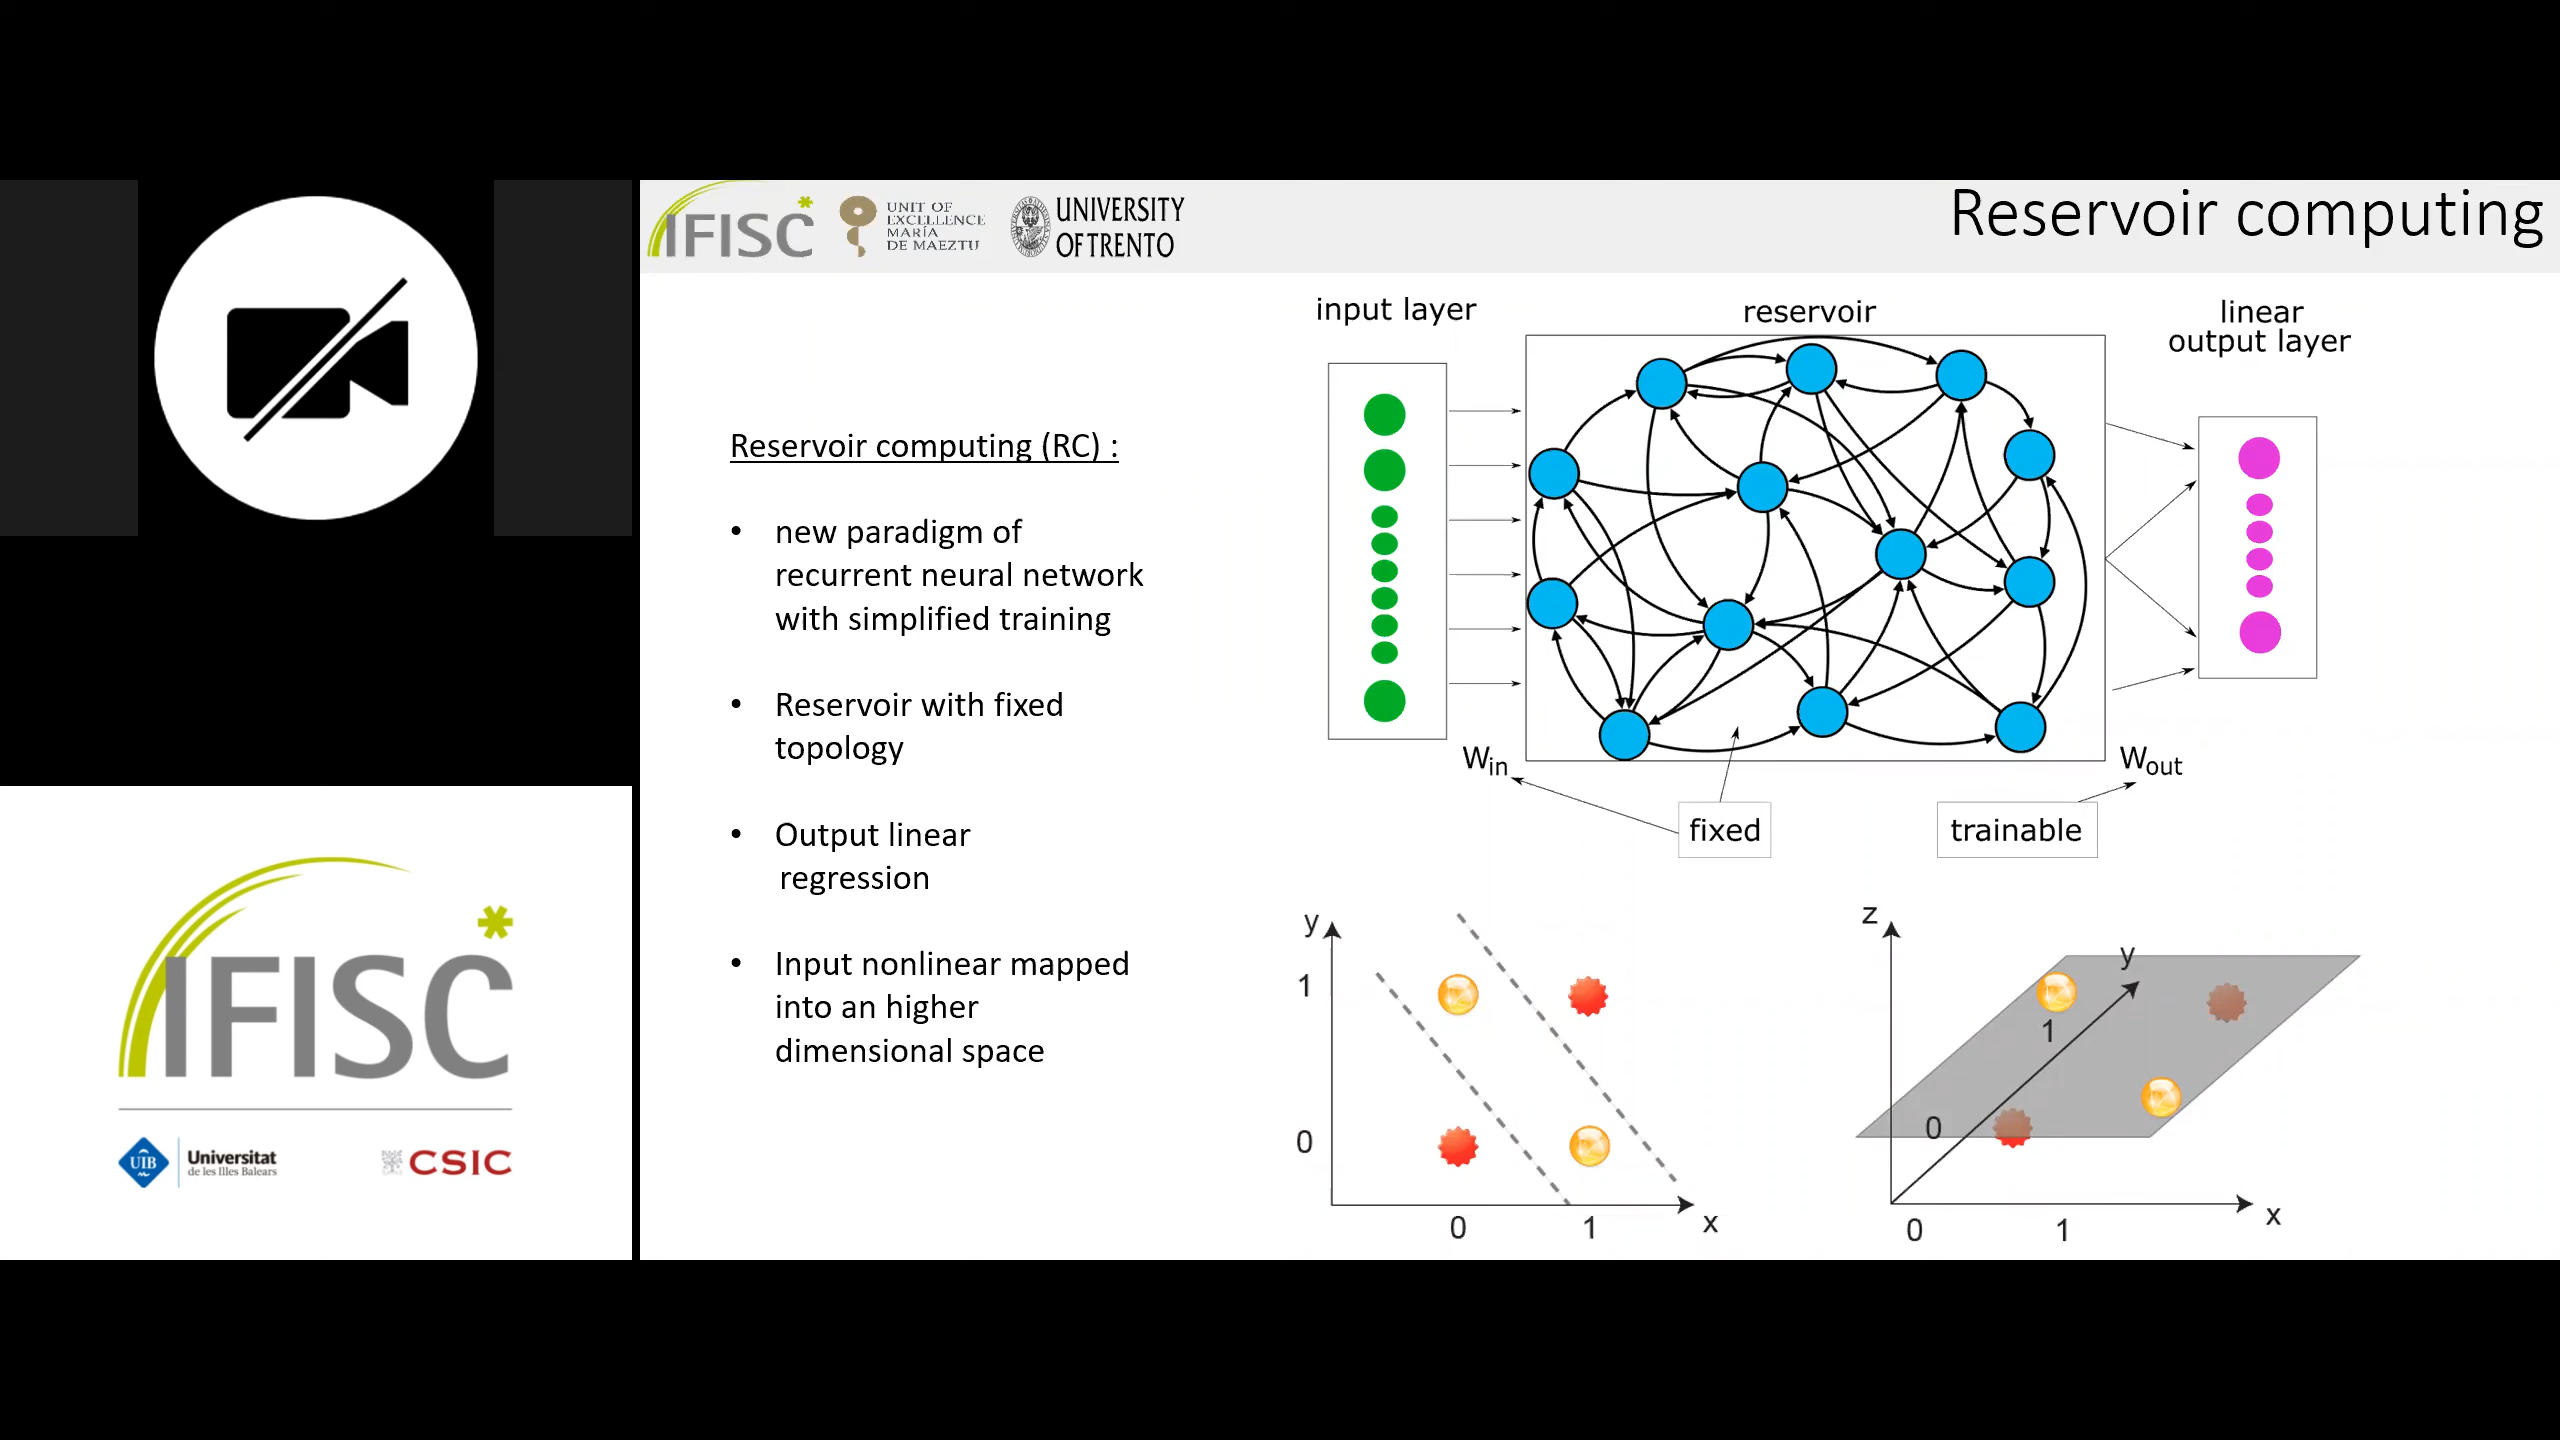 IFISC
UNIT OF
EXCELLENCE
MARÍA
DE MAEZTU
UNIVERSITY
OF TRENTO
Reservoir computing
Reservoir computing (RC) :
• new paradigm of
recurrent neural network
with simplified training
• Reservoir with fixed
topology
• Output linear
regression
• Input nonlinear mapped
into an higher
dimensional space
input layer
reservoir
linear
output layer
Win
Wout
fixed
trainable
y
1
0
0
1
x
z
y
1
0
0
1
x
IFISC
UIB
Universitat
de les Illes Balears
CSIC